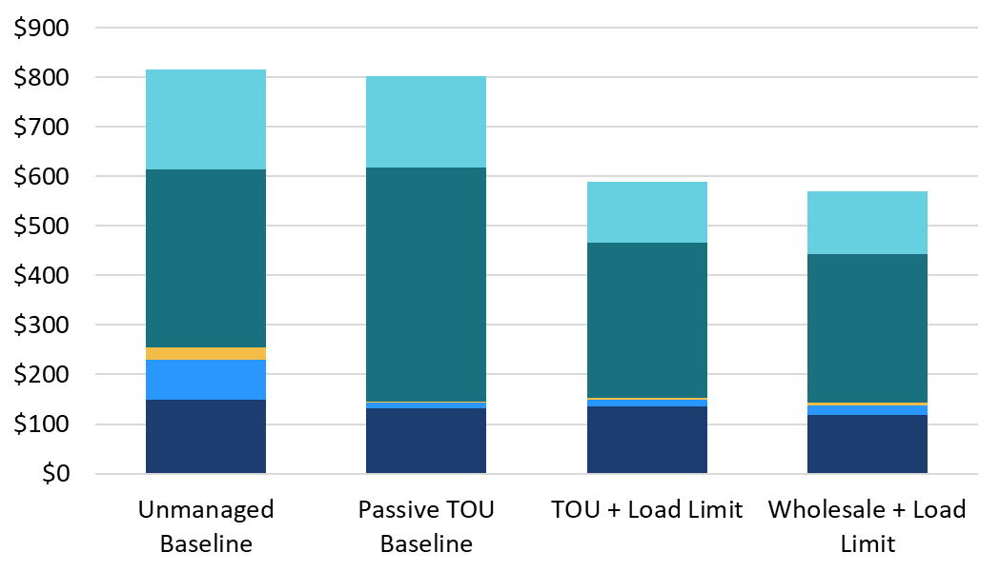 $900
$800
$700
$600
$500
$400
$300
$200
$100
$0
Unmanaged
Baseline
Passive TOU
Baseline
TOU + Load Limit
Wholesale + Load
Limit